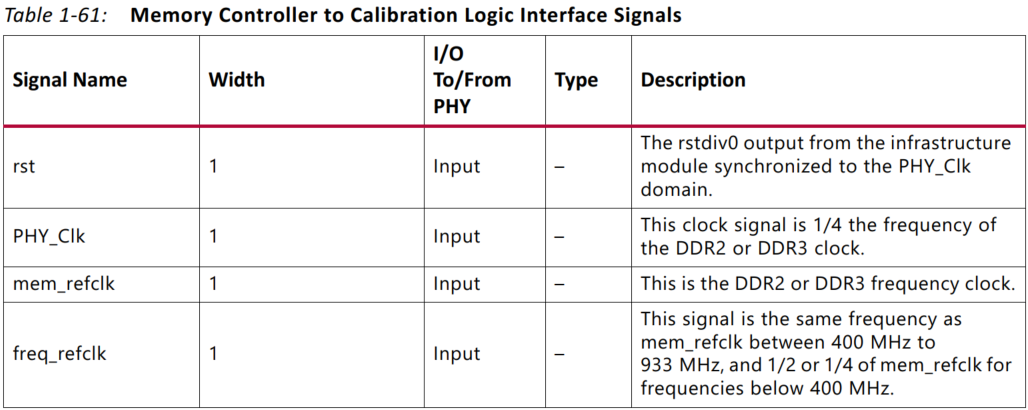 Table 1-61: Memory Controller to Calibration Logic Interface Signals
Signal Name Width I/O To/From PHY Type Description
rst 1 Input – The rstdiv0 output from the infrastructure
module synchronized to the PHY_Clk
domain.
PHY_Clk 1 Input – This clock signal is 1/4 the frequency of
the DDR2 or DDR3 clock.
mem_refclk 1 Input – This is the DDR2 or DDR3 frequency clock.
freq_refclk 1 Input – This signal is the same frequency as
mem_refclk between 400 MHz to
933 MHz, and 1/2 or 1/4 of mem_refclk for
frequencies below 400 MHz.